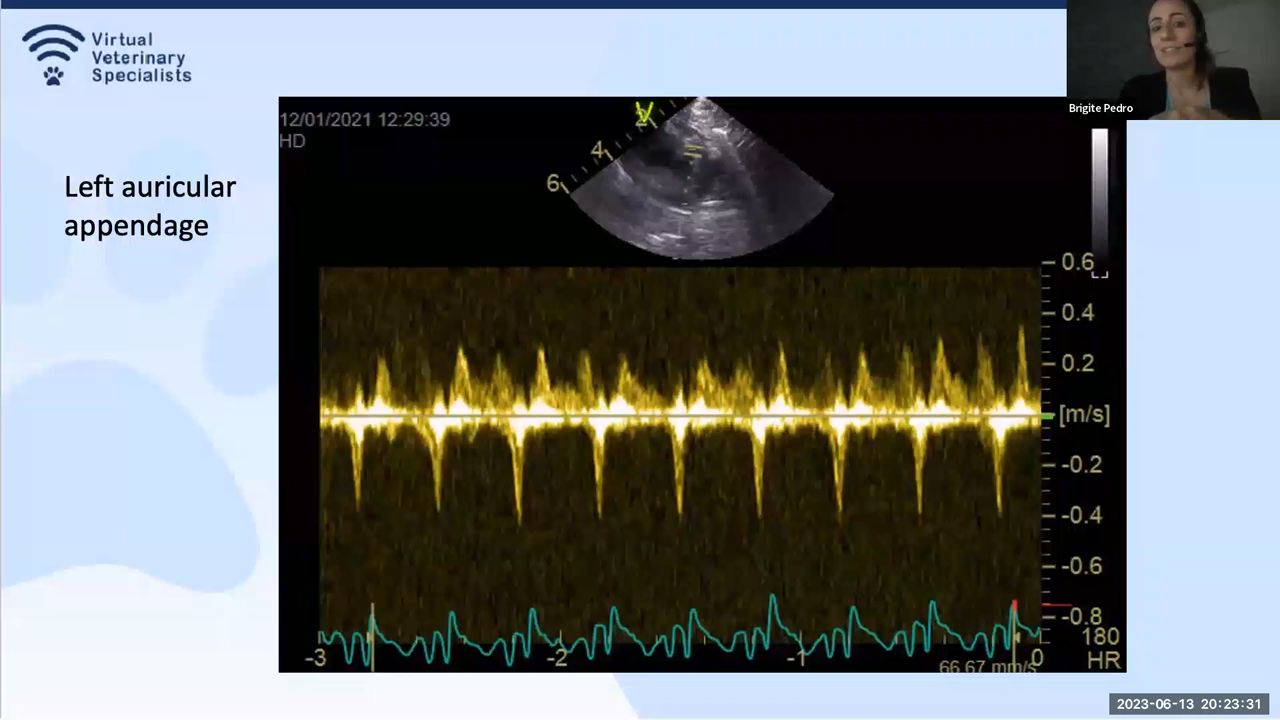 Virtual
Veterinary
Specialists
Brigite Pedro
12/01/2021 12:29:39
HD
V
2
4
6
Left auricular
appendage
0.6
0.4
0.2
[m/s]
-0.2
-0.4
-0.6
-0.8
180
HR
-3
-2
-1
0
66.67 mm/s
2023-06-13 20:23:31